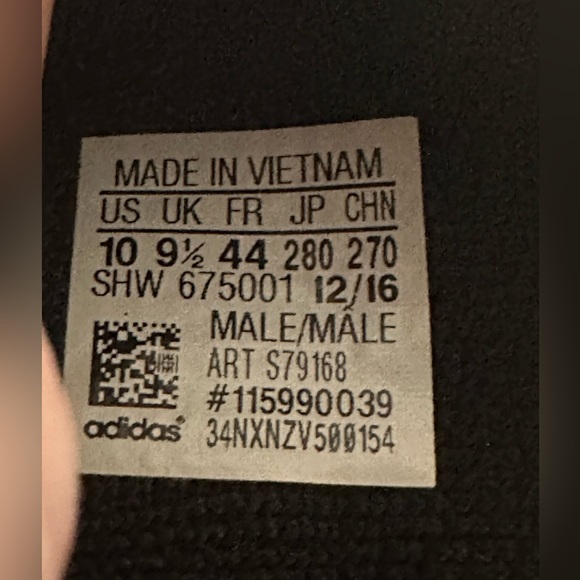 MADE IN VIETNAM
US UK FR JP CHN
10 9½ 44 280 270
SHW 675001 12/16
MALE/MÂLE
ART S79168
#115990039
adidas® 34NXNZV500154